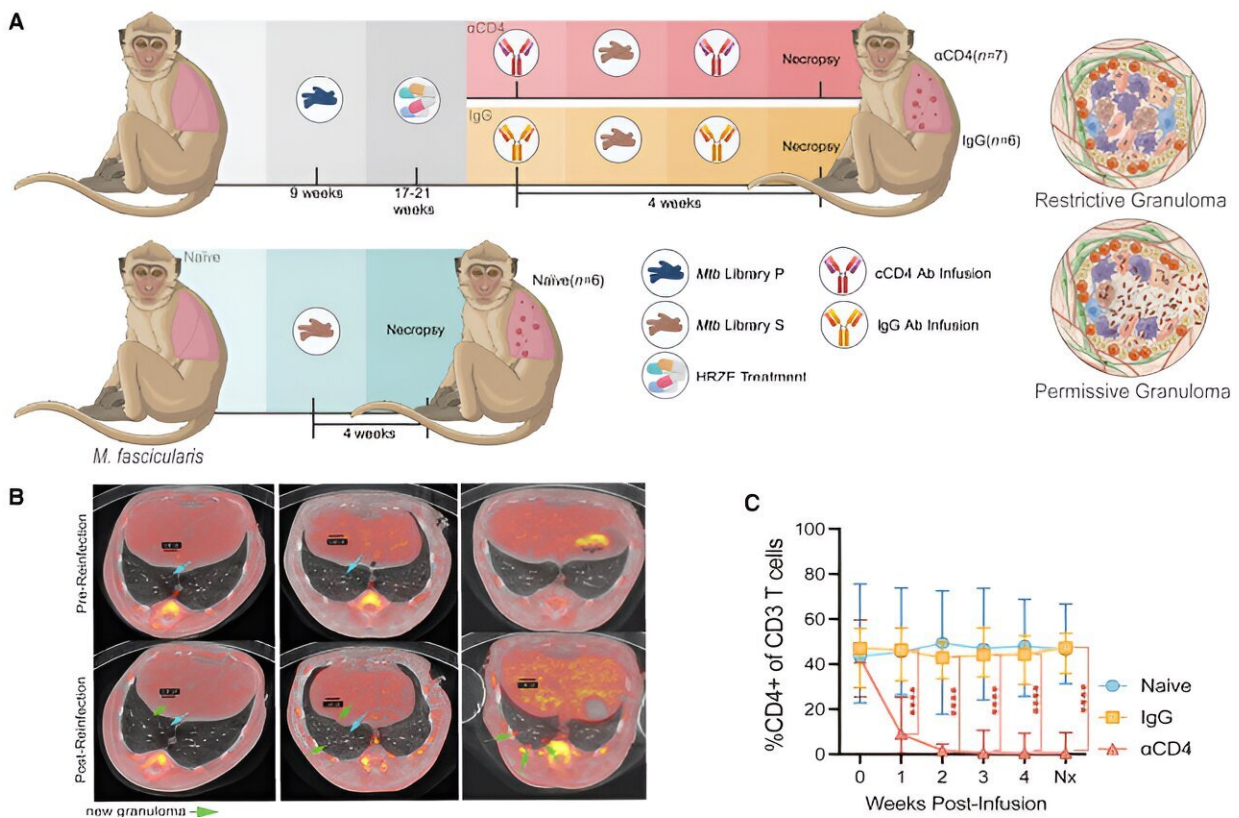 A
αCD4
Necropsy
αCD4(n=7)
IgG
Necropsy
IgG(n=6)
9 weeks
17-21
weeks
4 weeks
Restrictive Granuloma
Naïve
Necropsy
Naïve(n=6)
4 weeks
M. fascicularis
Mtb Library P
Mtb Library S
HRZE Treatment
cCD4 Ab Infusion
IgG Ab Infusion
Permissive Granuloma
B
Pre-Reinfection
Post-Reinfection
new granuloma
C
%CD4+ of CD3 T cells
100
80
60
40
20
0
0 1 2 3 4 Nx
Weeks Post-Infusion
****
****
****
****
Naive
IgG
αCD4